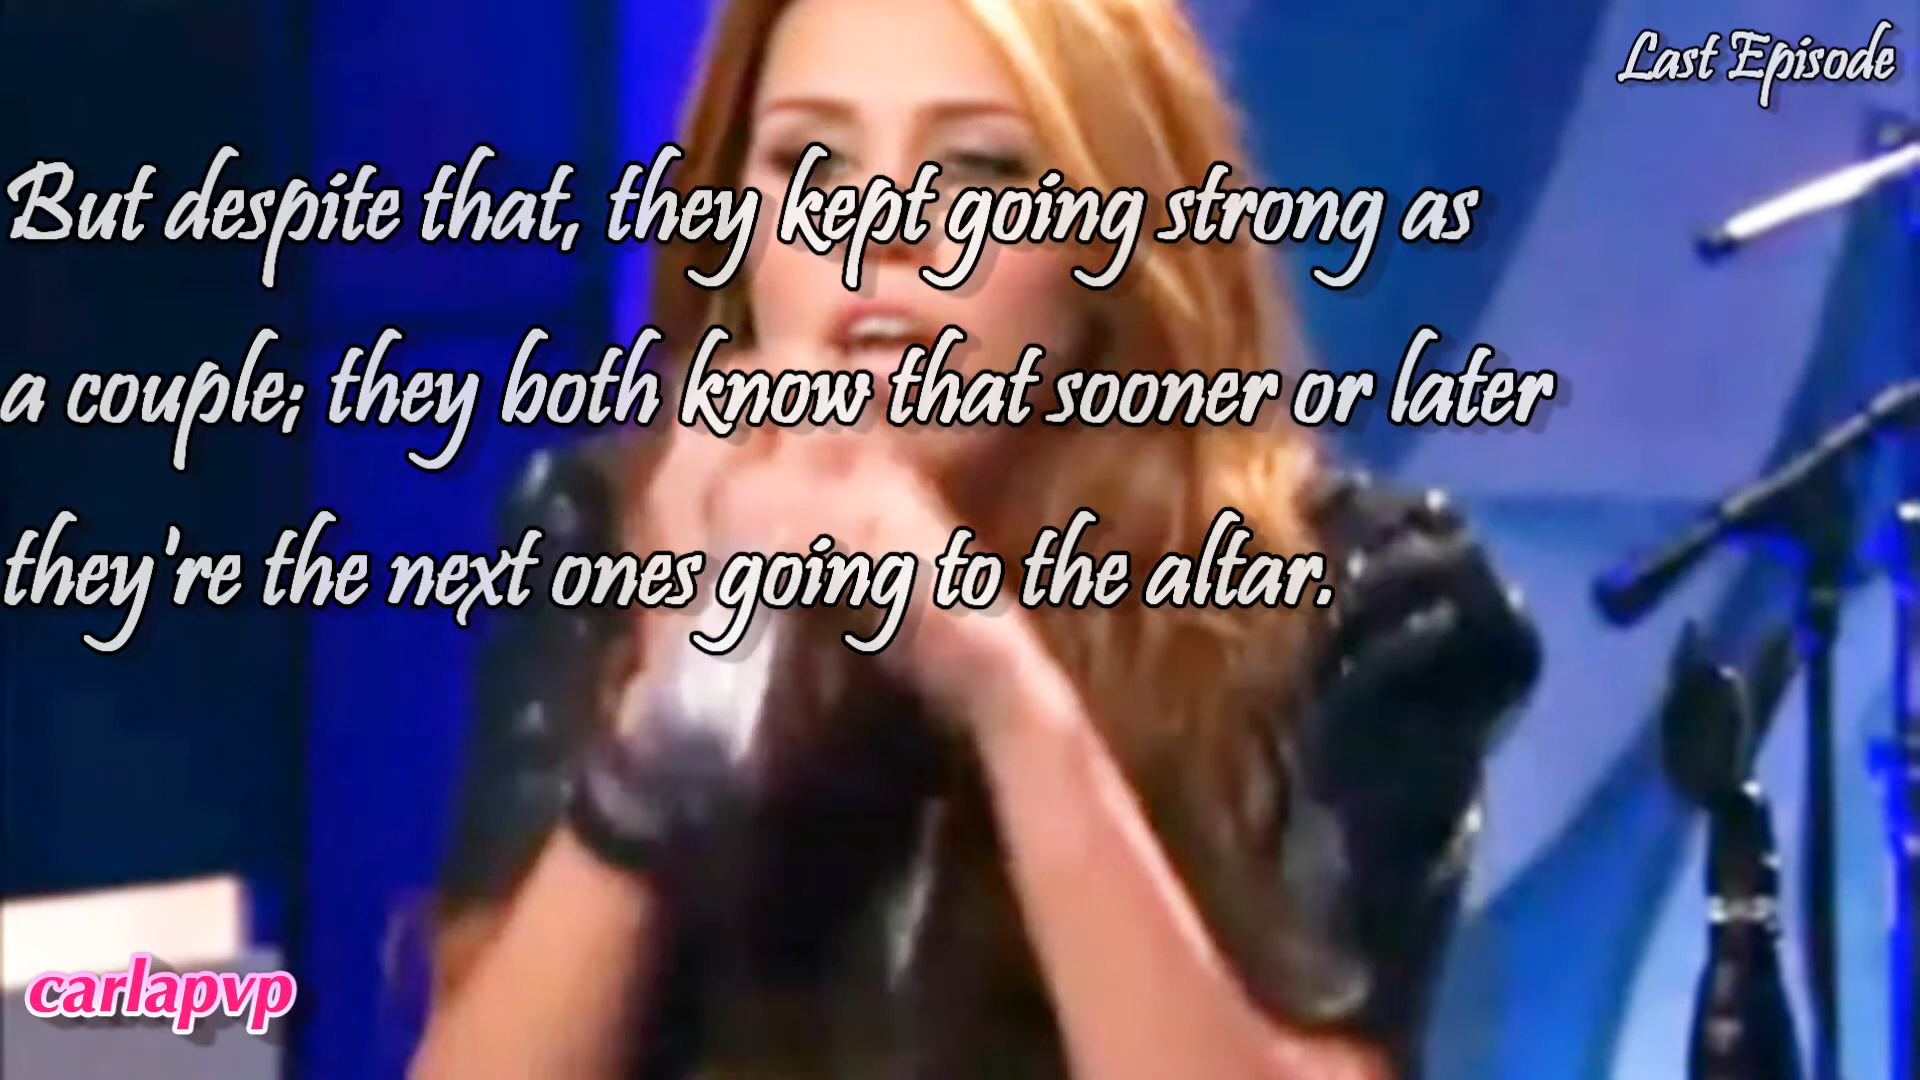 Last Episode
But despite that, they kept going strong as
a couple; they both know that sooner or later
they're the next ones going to the altar.
carlapvp